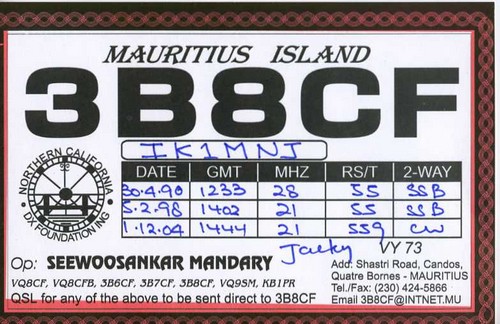 MAURITIUS ISLAND
3B8CF
IK1MNJ
DATE GMT MHZ RS/T 2-WAY
30.4.90 1233 28 55 SSB
5.2.98 1402 21 55 SSB
1.12.04 1444 21 559 CW
NORTHERN CALIFORNIA
DX FOUNDATION INC
Jacky VY 73
Op: SEEWOOSANKAR MANDARY
VQ8CF, VQ8CFB, 3B6CF, 3B7CF, 3B8CF, VQ9SM, KB1PR
QSL for any of the above to be sent direct to 3B8CF
Add: Shastri Road, Candos,
Quatre Bornes - MAURITIUS
Tel./Fax: (230) 424-5866
Email 3B8CF@INTNET.MU